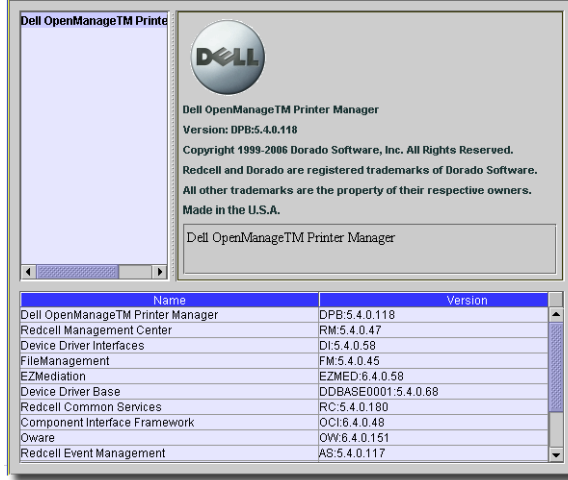 Dell OpenManageTM Printe
DELL
Dell OpenManageTM Printer Manager
Version: DPB:5.4.0.118
Copyright 1999-2006 Dorado Software, Inc. All Rights Reserved.
Redcell and Dorado are registered trademarks of Dorado Software.
All other trademarks are the property of their respective owners.
Made in the U.S.A.
Dell OpenManageTM Printer Manager
Name Version
Dell OpenManageTM Printer Manager DPB:5.4.0.118
Redcell Management Center RM:5.4.0.47
Device Driver Interfaces DI:5.4.0.58
FileManagement FM:5.4.0.45
EZMediation EZMED:6.4.0.58
Device Driver Base DDBASE0001:5.4.0.68
Redcell Common Services RC:5.4.0.180
Component Interface Framework OCI:6.4.0.48
Oware OW:6.4.0.151
Redcell Event Management AS:5.4.0.117